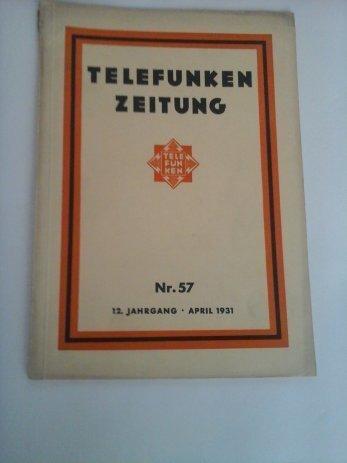 TELEFUNKEN
ZEITUNG
TELE
FUN
KEN
Nr. 57
12. JAHRGANG · APRIL 1931